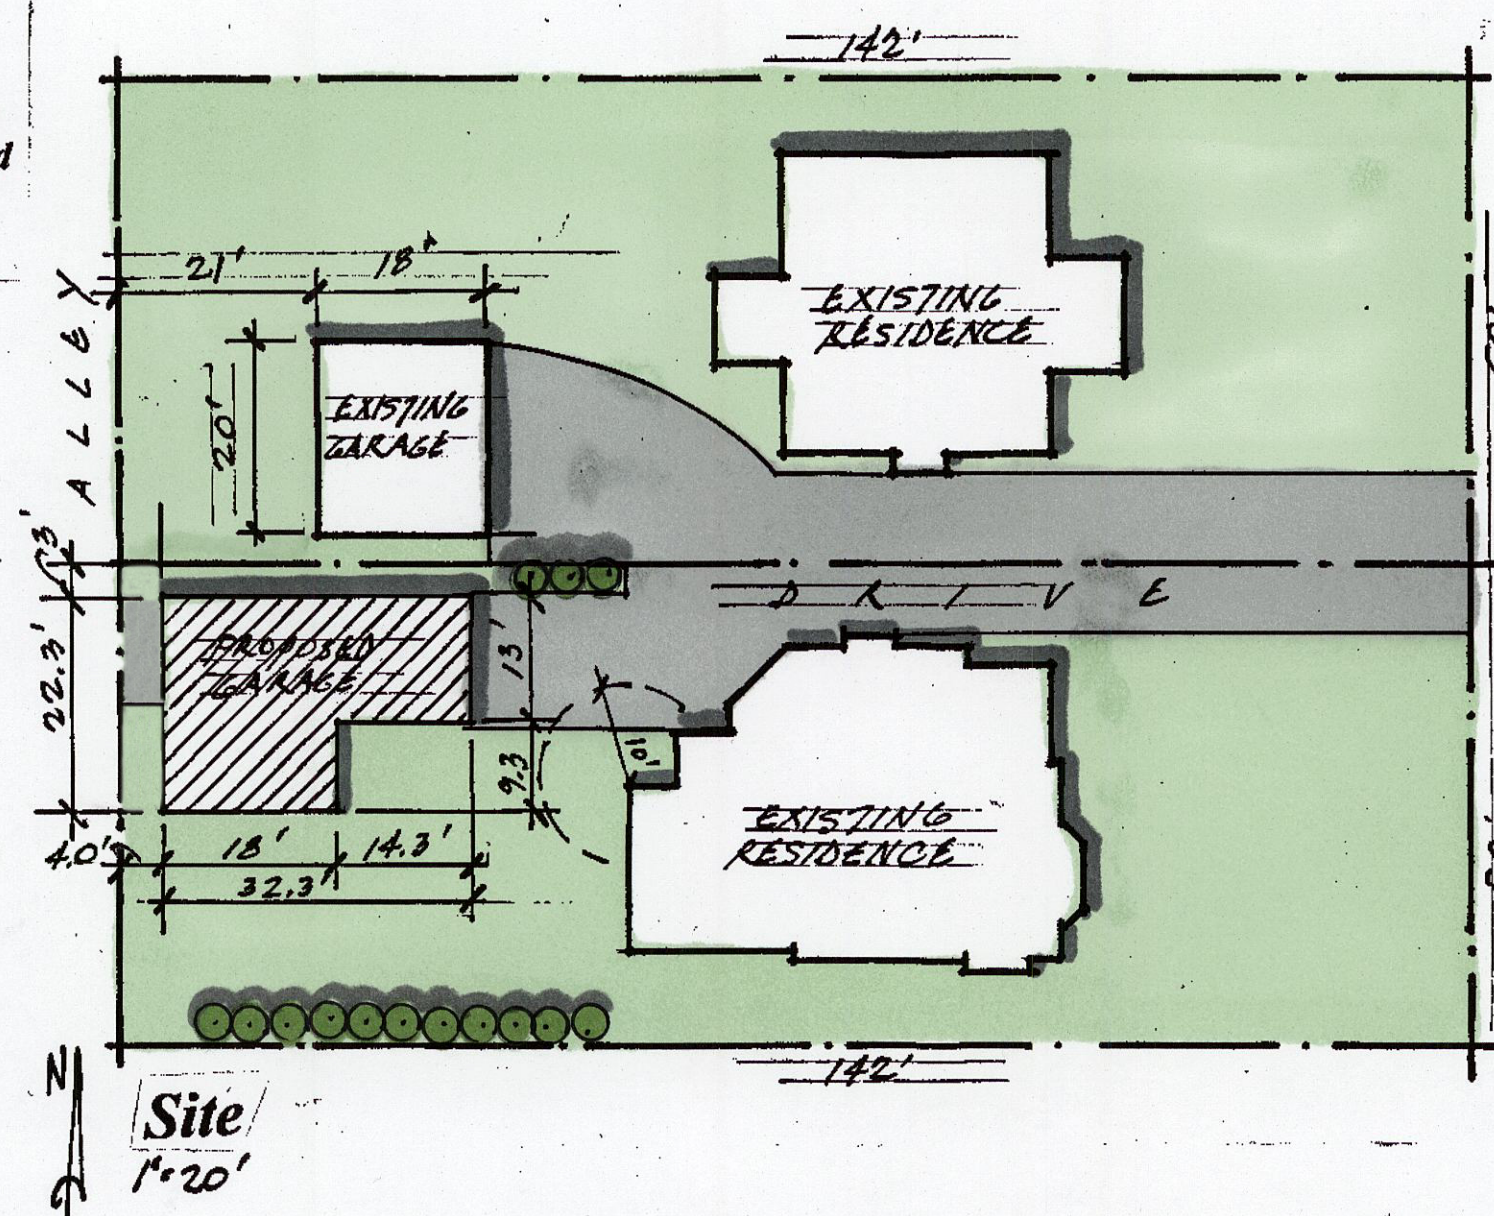 142'
21'
18'
EXISTING
RESIDENCE
ALLEY
20'
EXISTING
GARAGE
3'
DRIVE
PROPOSED
GARAGE
22.3'
13'
9.3
10'
4.0'
18'
14.3'
32.3'
EXISTING
RESIDENCE
142'
N
Site
1"=20'